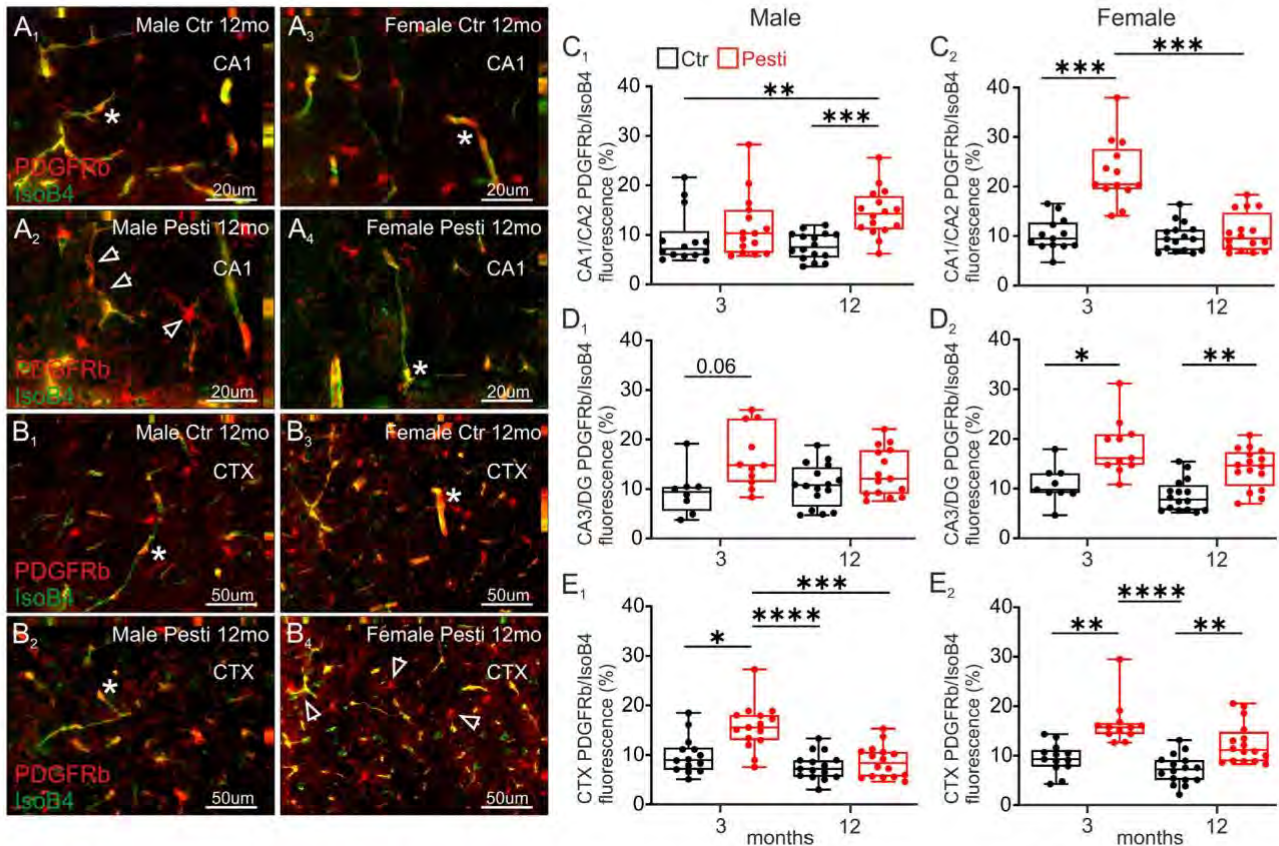 A1 Male Ctr 12mo
CA1
*
PDGFRb
IsoB4
20um
A3 Female Ctr 12mo
CA1
*
20um
A2 Male Pesti 12mo
CA1
PDGFRb
IsoB4
20um
A4 Female Pesti 12mo
CA1
*
20um
B1 Male Ctr 12mo
CTX
*
PDGFRb
IsoB4
50um
B3 Female Ctr 12mo
CTX
*
50um
B2 Male Pesti 12mo
CTX
*
PDGFRb
IsoB4
50um
B4 Female Pesti 12mo
CTX
50um
Male
Female
C1
Ctr Pesti
CA1/CA2 PDGFRb/IsoB4
fluorescence (%)
40
30
20
10
0
**
***
3 12
C2
CA1/CA2 PDGFRb/IsoB4
fluorescence (%)
40
30
20
10
0
***
***
3 12
D1
CA3/DG PDGFRb/IsoB4
fluorescence (%)
40
30
20
10
0
0.06
3 12
D2
CA3/DG PDGFRb/IsoB4
fluorescence (%)
40
30
20
10
0
*
**
3 12
E1
CTX PDGFRb/IsoB4
fluorescence (%)
40
30
20
10
0
***
****
*
3 12
months
E2
CTX PDGFRb/IsoB4
fluorescence (%)
40
30
20
10
0
****
**
**
3 12
months